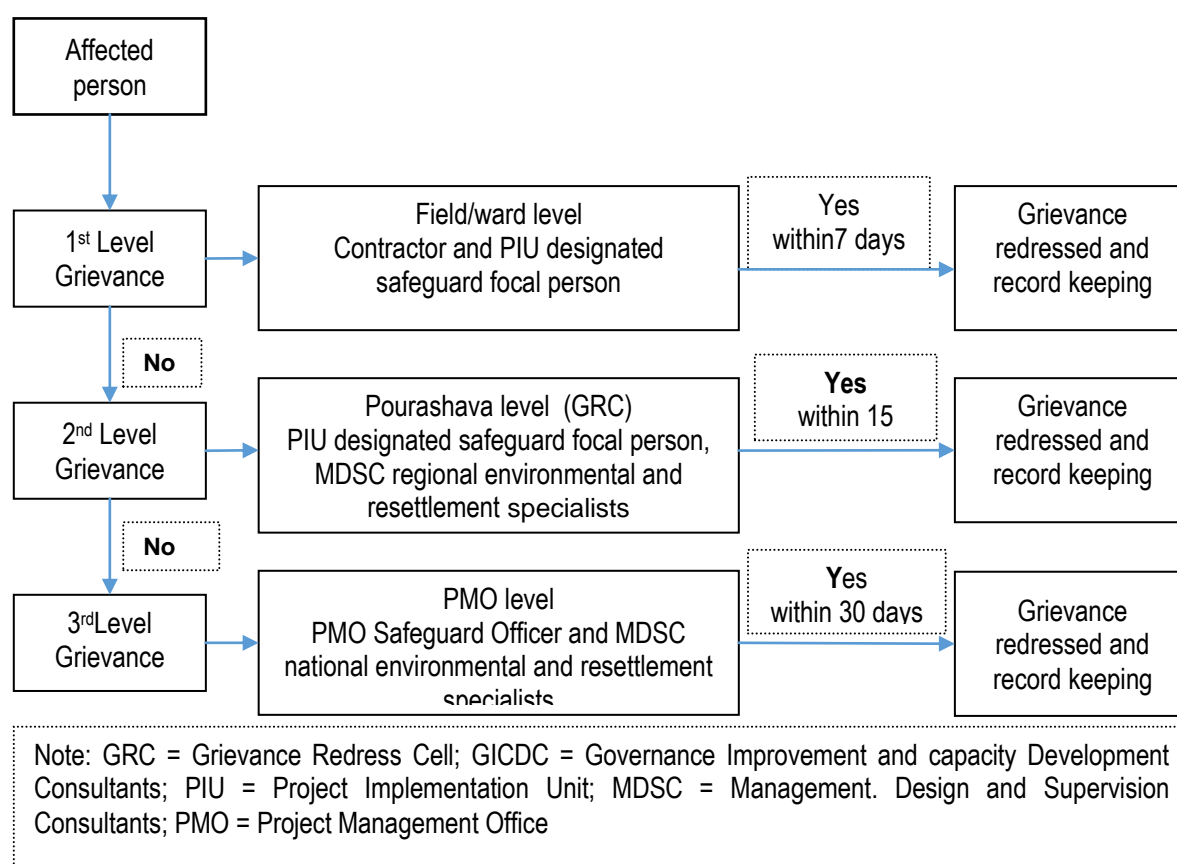 Affected
person
1st Level
Grievance
Field/ward level
Contractor and PIU designated
safeguard focal person
Yes
within7 days
Grievance
redressed and
record keeping
No
2nd Level
Grievance
Pourashava level (GRC)
PIU designated safeguard focal person,
MDSC regional environmental and
resettlement specialists
Yes
within 15
Grievance
redressed and
record keeping
No
3rdLevel
Grievance
PMO level
PMO Safeguard Officer and MDSC
national environmental and resettlement
specialists
Yes
within 30 days
Grievance
redressed and
record keeping
Note: GRC = Grievance Redress Cell; GICDC = Governance Improvement and capacity Development
Consultants; PIU = Project Implementation Unit; MDSC = Management. Design and Supervision
Consultants; PMO = Project Management Office